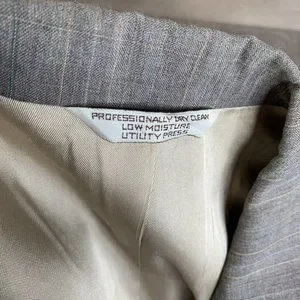 PROFESSIONALLY DRY CLEAN
LOW MOISTURE
UTILITY PRESS